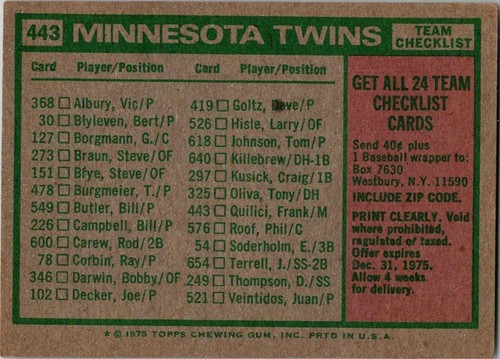 443 MINNESOTA TWINS TEAM CHECKLIST
Card Player/Position Card Player/Position
368 Albury, Vic/P
30 Blyleven, Bert/P
127 Borgmann, G./C
273 Braun, Steve/OF
151 Bfye, Steve/OF
478 Burgmeier, T./P
549 Butler, Bill/P
226 Campbell, Bill/P
600 Carew, Rod/2B
78 Corbin, Ray/P
346 Darwin, Bobby/OF
102 Decker, Joe/P
419 Goltz, Dave/P
526 Hisle, Larry/OF
618 Johnson, Tom/P
640 Killebrew/DH-1B
297 Kusick, Craig/1B
325 Oliva, Tony/DH
443 Quilici, Frank/M
576 Roof, Phil/C
54 Soderholm, E./3B
654 Terrell, J./SS-2B
249 Thompson, D./SS
521 Veintidos, Juan/P
GET ALL 24 TEAM
CHECKLIST
CARDS
Send 40¢ plus
1 Baseball wrapper to:
Box 7630
Westbury, N.Y. 11590
INCLUDE ZIP CODE.
PRINT CLEARLY. Void
where prohibited,
regulated or taxed.
Offer expires
Dec. 31, 1975.
Allow 4 weeks
for delivery.
* © 1975 TOPPS CHEWING GUM, INC. PRTD IN U.S.A.